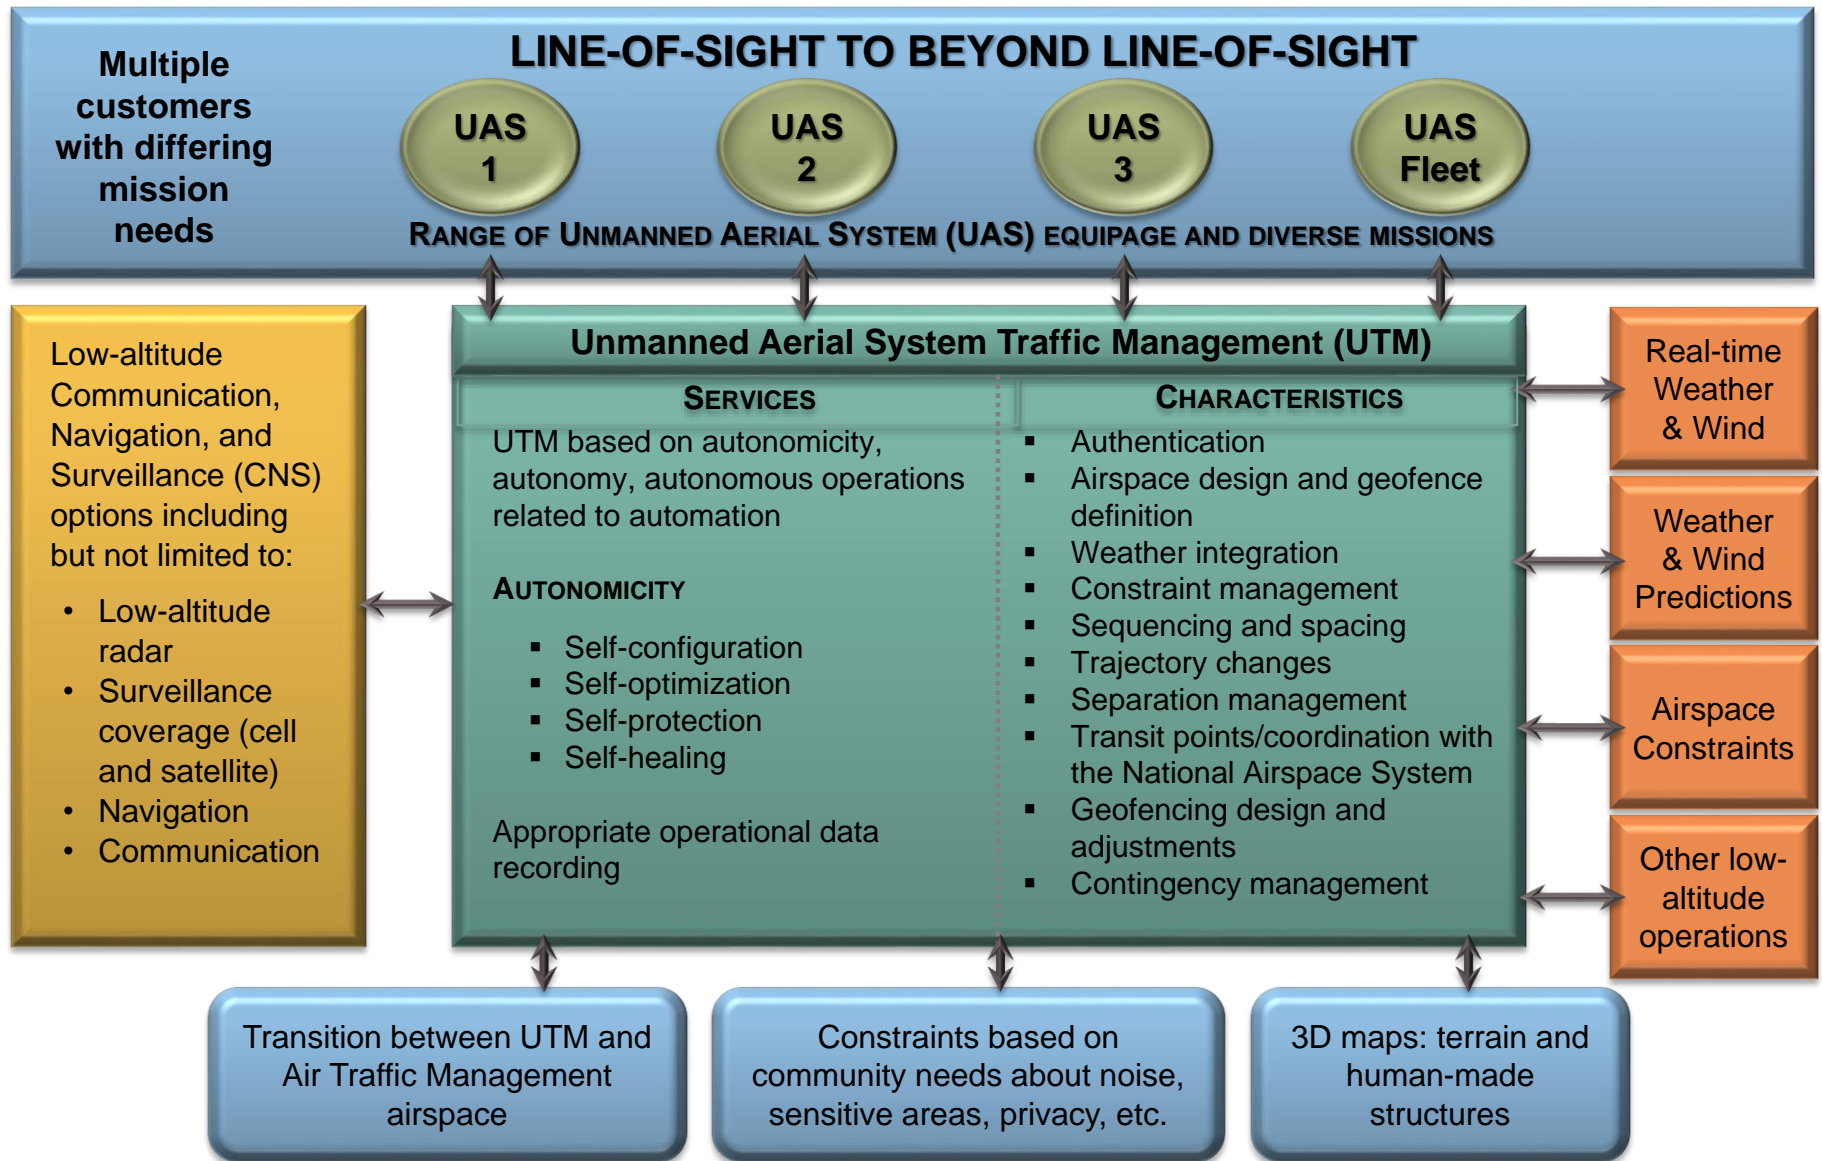 LINE-OF-SIGHT TO BEYOND LINE-OF-SIGHT
Multiple
customers
with differing
mission
needs
UAS
1
UAS
2
UAS
3
UAS
Fleet
RANGE OF UNMANNED AERIAL SYSTEM (UAS) EQUIPAGE AND DIVERSE MISSIONS
Low-altitude
Communication,
Navigation, and
Surveillance (CNS)
options including
but not limited to:
• Low-altitude
radar
• Surveillance
coverage (cell
and satellite)
• Navigation
• Communication
Unmanned Aerial System Traffic Management (UTM)
SERVICES
UTM based on autonomicity,
autonomy, autonomous operations
related to automation
AUTONOMICITY
▪ Self-configuration
▪ Self-optimization
▪ Self-protection
▪ Self-healing
Appropriate operational data
recording
CHARACTERISTICS
▪ Authentication
▪ Airspace design and geofence
definition
▪ Weather integration
▪ Constraint management
▪ Sequencing and spacing
▪ Trajectory changes
▪ Separation management
▪ Transit points/coordination with
the National Airspace System
▪ Geofencing design and
adjustments
▪ Contingency management
Real-time
Weather
& Wind
Weather
& Wind
Predictions
Airspace
Constraints
Other low-
altitude
operations
Transition between UTM and
Air Traffic Management
airspace
Constraints based on
community needs about noise,
sensitive areas, privacy, etc.
3D maps: terrain and
human-made
structures